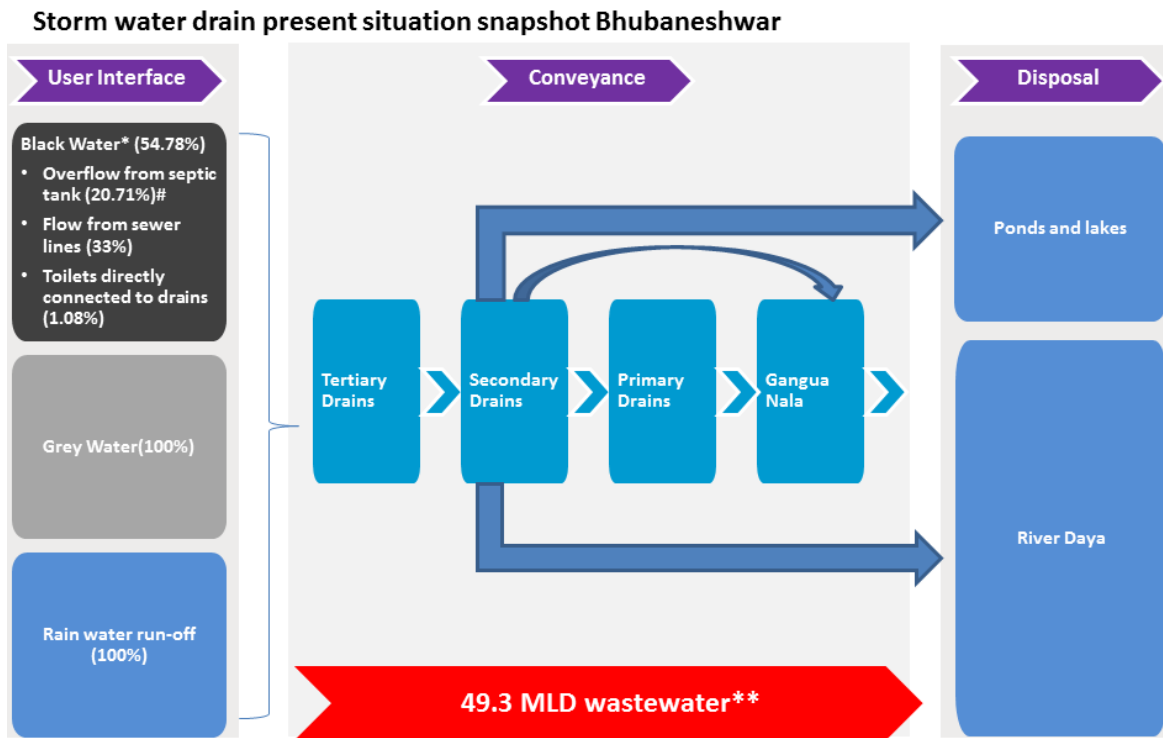 Storm water drain present situation snapshot Bhubaneshwar
User Interface
Conveyance
Disposal
Black Water* (54.78%)
• Overflow from septic
tank (20.71%)#
• Flow from sewer
lines (33%)
• Toilets directly
connected to drains
(1.08%)
Grey Water(100%)
Rain water run-off
(100%)
Tertiary
Drains
Secondary
Drains
Primary
Drains
Gangua
Nala
49.3 MLD wastewater**
Ponds and lakes
River Daya